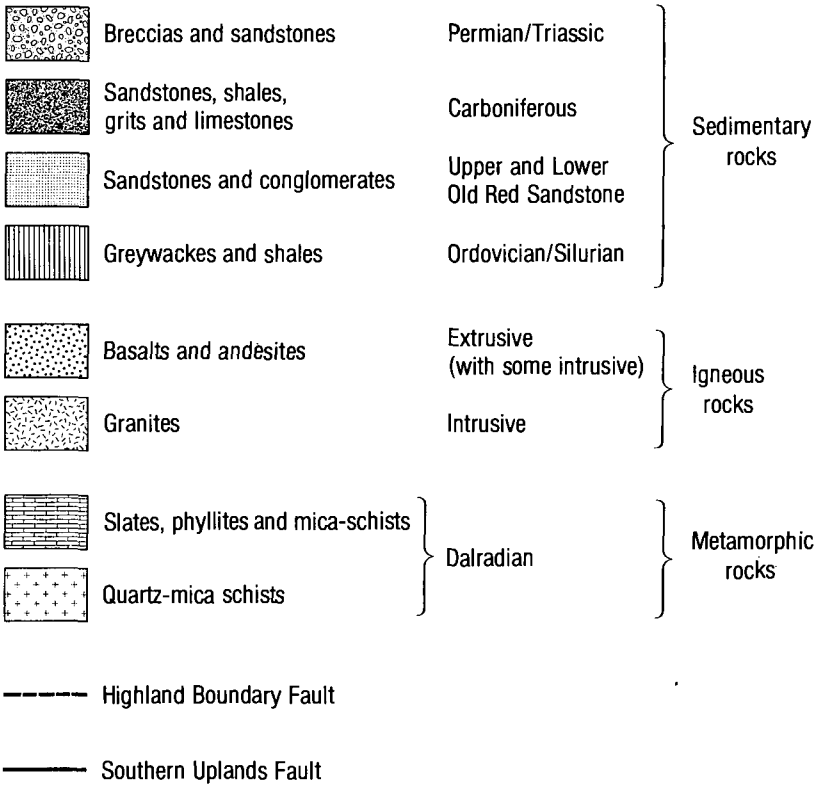 Breccias and sandstones Permian/Triassic
Sandstones, shales,
grits and limestones Carboniferous
Sedimentary
rocks
Sandstones and conglomerates Upper and Lower
Old Red Sandstone
Greywackes and shales Ordovician/Silurian
Basalts and andesites Extrusive
(with some intrusive)
Igneous
rocks
Granites Intrusive
Slates, phyllites and mica-schists
Dalradian
Metamorphic
rocks
Quartz-mica schists
Highland Boundary Fault
Southern Uplands Fault